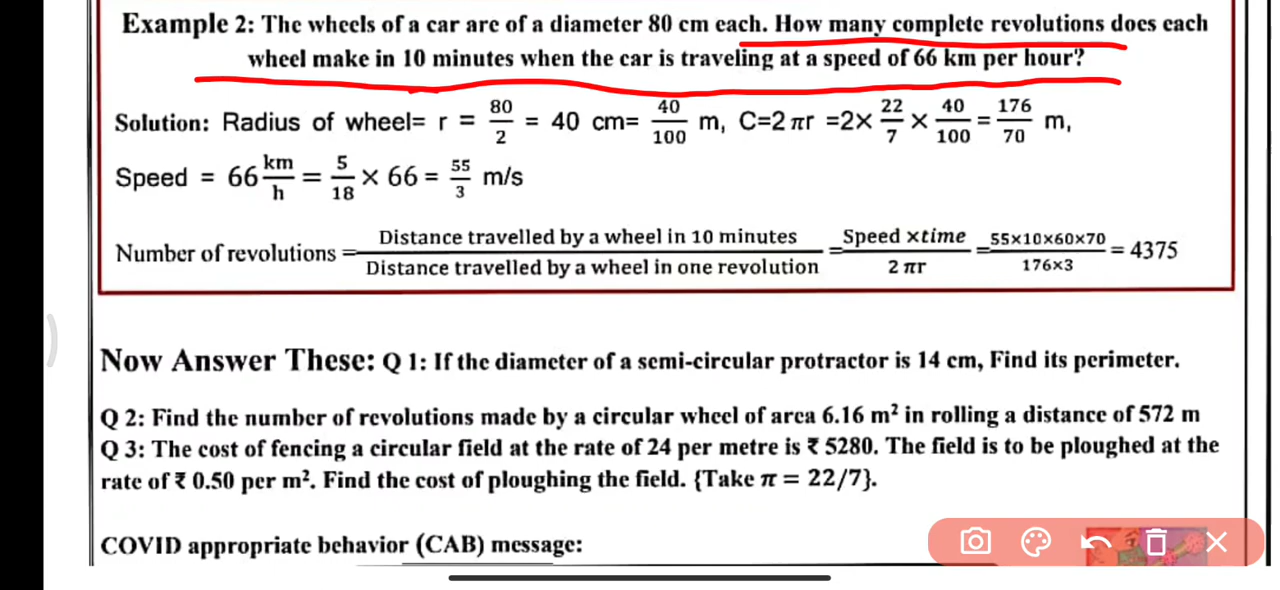 Example 2: The wheels of a car are of a diameter 80 cm each. How many complete revolutions does each
wheel make in 10 minutes when the car is traveling at a speed of 66 km per hour?
Solution: Radius of wheel= r = 80/2 = 40 cm= 40/100 m, C=2 πr =2× 22/7 × 40/100 = 176/70 m,
Speed = 66 km/h = 5/18 × 66 = 55/3 m/s
Number of revolutions = Distance travelled by a wheel in 10 minutes / Distance travelled by a wheel in one revolution = Speed ×time / 2 πr = 55×10×60×70 / 176×3 = 4375
Now Answer These: Q 1: If the diameter of a semi-circular protractor is 14 cm, Find its perimeter.
Q 2: Find the number of revolutions made by a circular wheel of area 6.16 m² in rolling a distance of 572 m
Q 3: The cost of fencing a circular field at the rate of 24 per metre is ₹ 5280. The field is to be ploughed at the
rate of ₹ 0.50 per m². Find the cost of ploughing the field. {Take π = 22/7}.
COVID appropriate behavior (CAB) message: